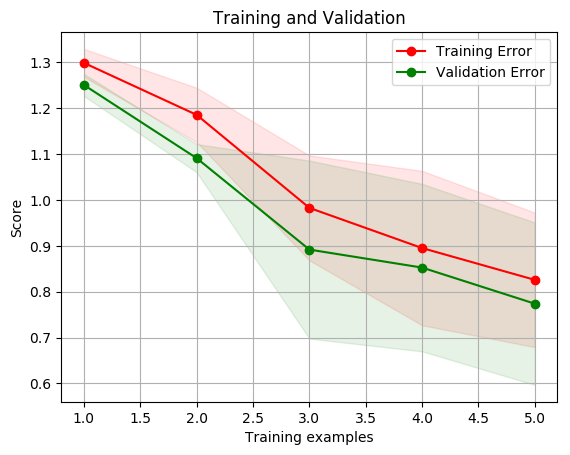 Training and Validation
Training Error
Validation Error
1.3
1.2
1.1
1.0
0.9
0.8
0.7
0.6
Score
1.0 1.5 2.0 2.5 3.0 3.5 4.0 4.5 5.0
Training examples